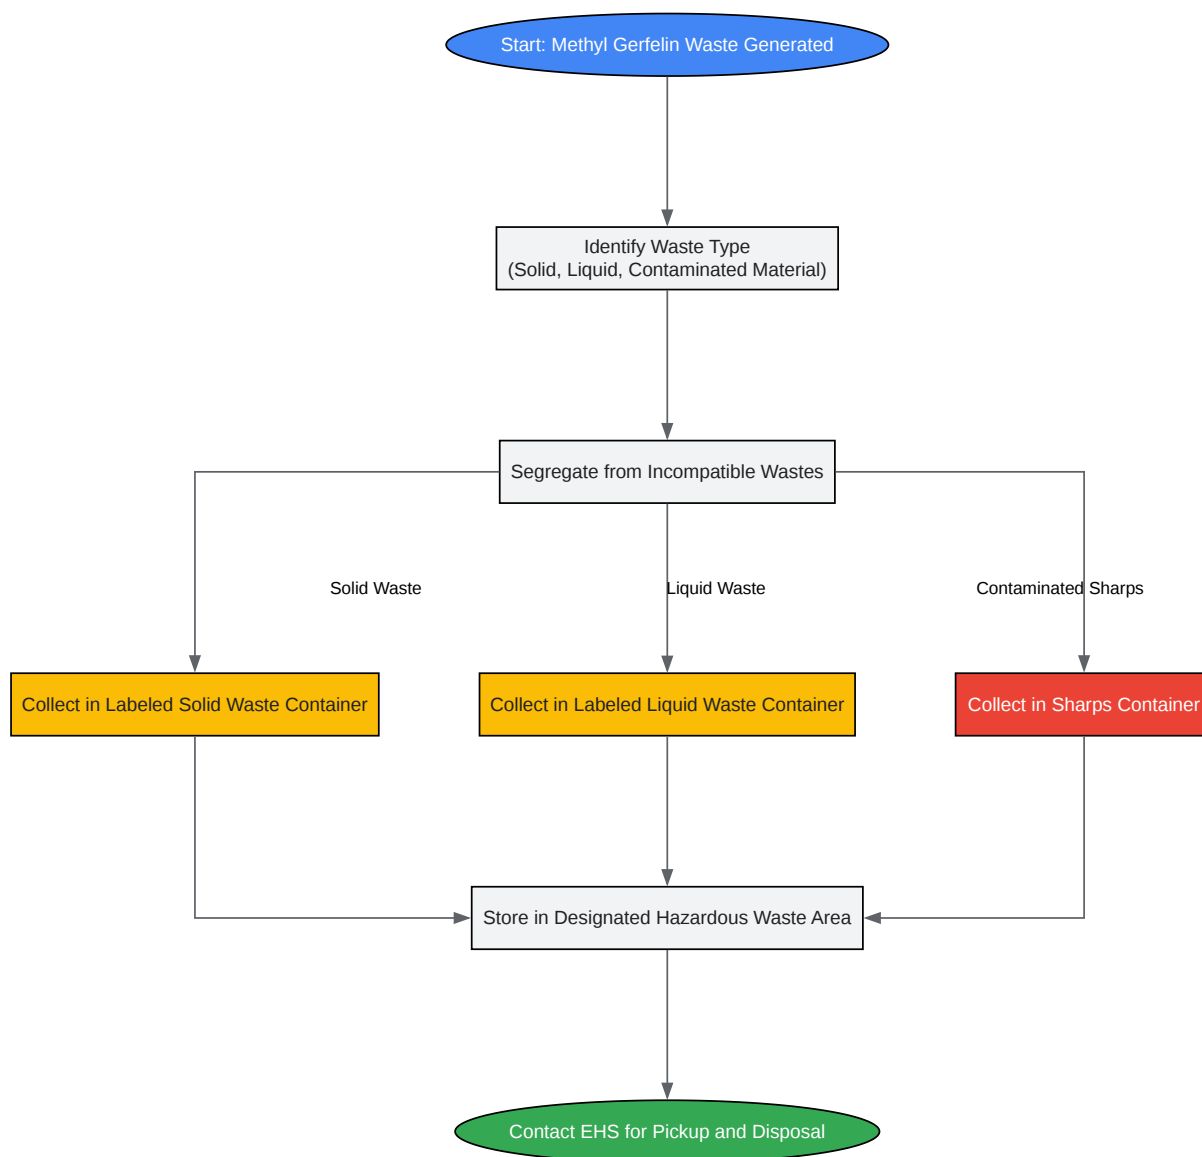 Start: Methyl Gerfelin Waste Generated
Identify Waste Type
(Solid, Liquid, Contaminated Material)
Segregate from Incompatible Wastes
Solid Waste
Liquid Waste
Contaminated Sharps
Collect in Labeled Solid Waste Container
Collect in Labeled Liquid Waste Container
Collect in Sharps Container
Store in Designated Hazardous Waste Area
Contact EHS for Pickup and Disposal